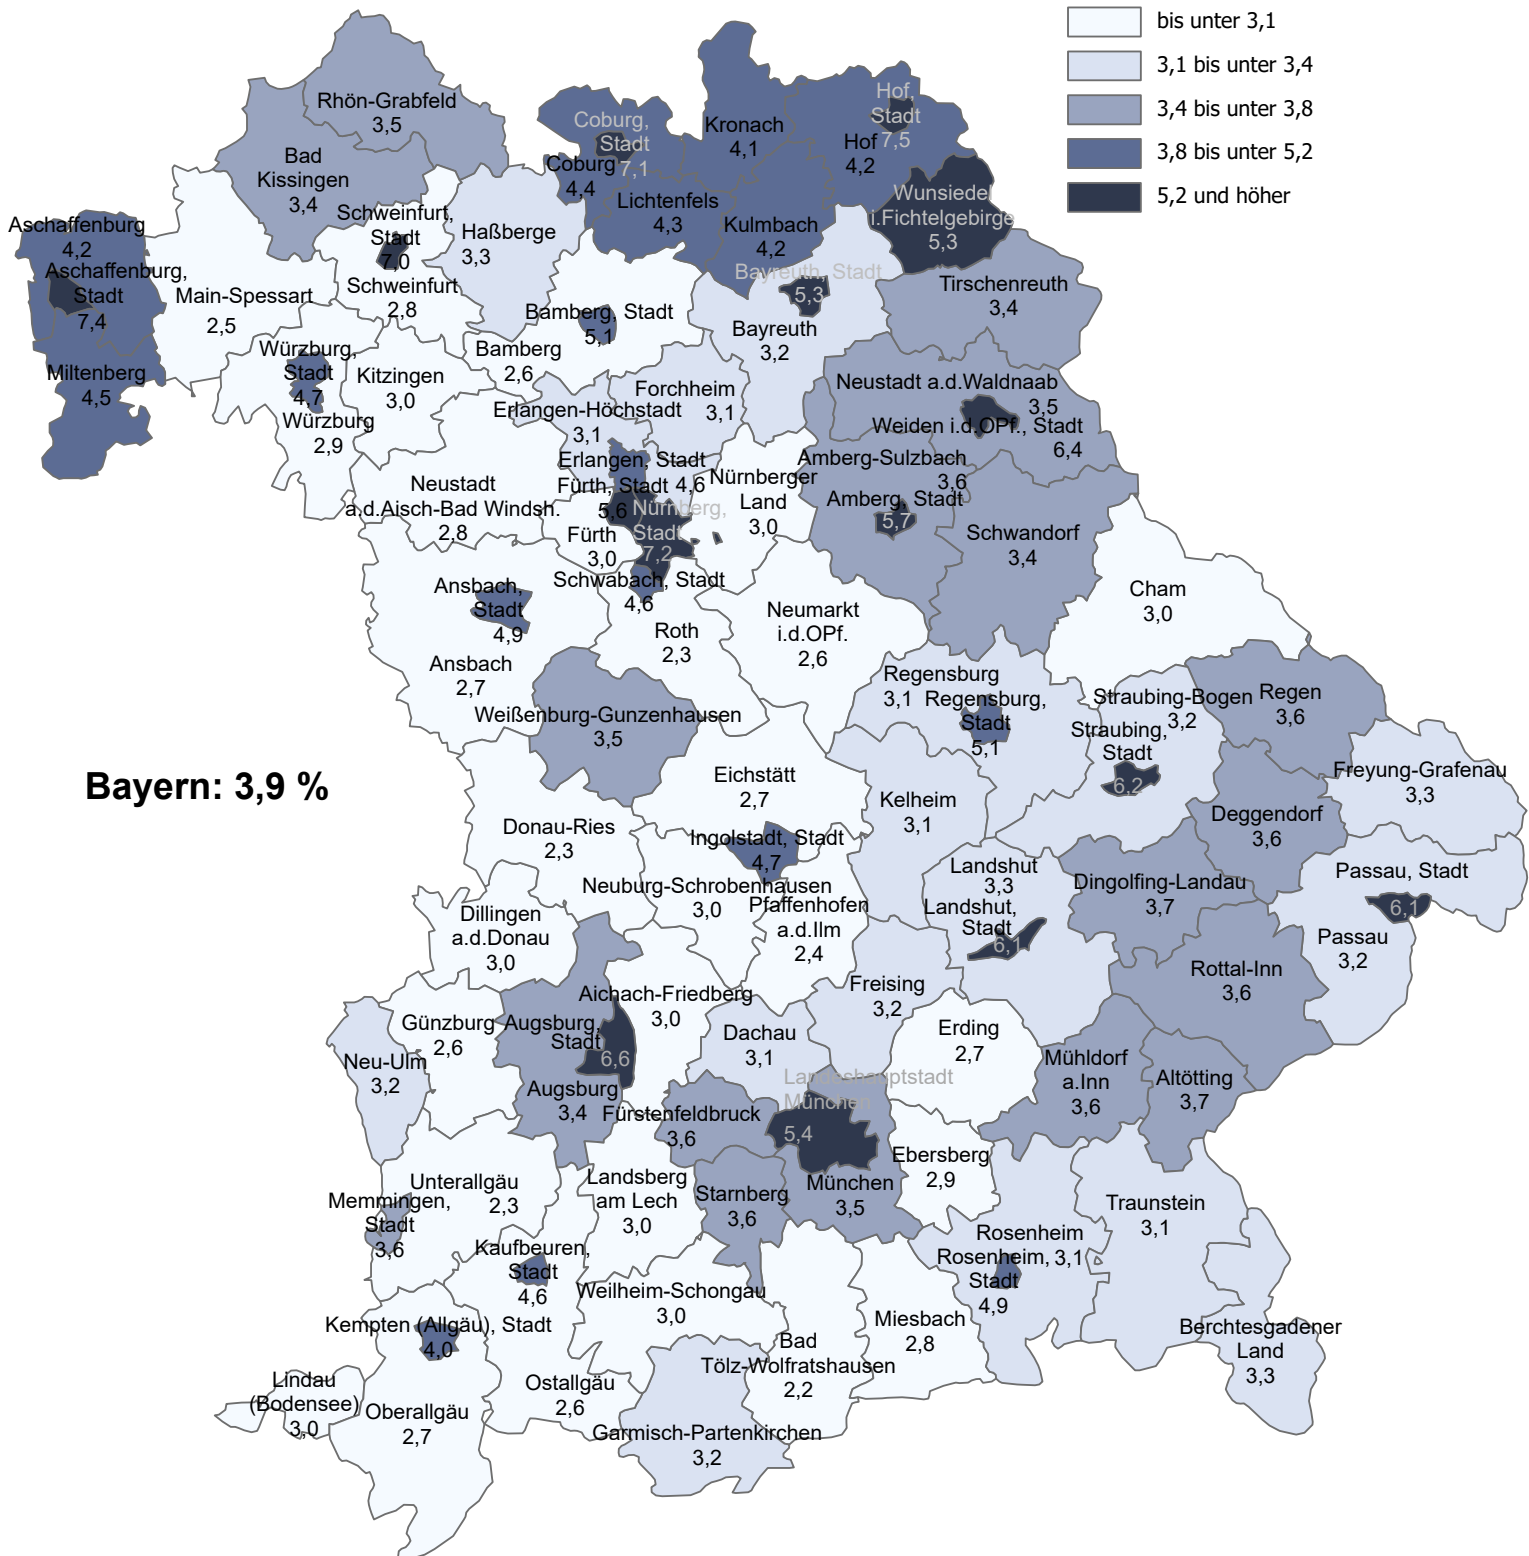 bis unter 3,1
3,1 bis unter 3,4
3,4 bis unter 3,8
3,8 bis unter 5,2
5,2 und höher
Rhön-Grabfeld
3,5
Bad
Kissingen
3,4
Coburg,
Stadt
7,1
Coburg
4,4
Kronach
4,1
Hof,
Stadt
7,5
Hof
4,2
Lichtenfels
4,3
Kulmbach
4,2
Wunsiedel
i.Fichtelgebirge
5,3
Aschaffenburg
4,2
Aschaffenburg,
Stadt
7,4
Main-Spessart
2,5
Schweinfurt,
Stadt
7,0
Schweinfurt
2,8
Haßberge
3,3
Bayreuth, Stadt
5,3
Bayreuth
3,2
Tirschenreuth
3,4
Miltenberg
4,5
Würzburg,
Stadt
4,7
Würzburg
2,9
Kitzingen
3,0
Bamberg, Stadt
5,1
Bamberg
2,6
Forchheim
3,1
Erlangen-Höchstadt
3,1
Neustadt a.d.Waldnaab
3,5
Weiden i.d.OPf., Stadt
6,4
Erlangen, Stadt
4,6
Fürth, Stadt
5,6
Nürnberg,
Stadt
7,2
Nürnberger
Land
3,0
Amberg-Sulzbach
3,6
Amberg, Stadt
5,7
Neustadt
a.d.Aisch-Bad Windsh.
2,8
Fürth
3,0
Schwandorf
3,4
Schwabach, Stadt
4,6
Ansbach,
Stadt
4,9
Ansbach
2,7
Roth
2,3
Neumarkt
i.d.OPf.
2,6
Cham
3,0
Weißenburg-Gunzenhausen
3,5
Regensburg
3,1
Regensburg,
Stadt
5,1
Straubing-Bogen
3,2
Straubing,
Stadt
6,2
Regen
3,6
Freyung-Grafenau
3,3
Bayern: 3,9 %
Eichstätt
2,7
Kelheim
3,1
Deggendorf
3,6
Donau-Ries
2,3
Ingolstadt, Stadt
4,7
Neuburg-Schrobenhausen
3,0
Pfaffenhofen
a.d.Ilm
2,4
Landshut
3,3
Landshut,
Stadt
6,1
Dingolfing-Landau
3,7
Passau, Stadt
6,1
Passau
3,2
Dillingen
a.d.Donau
3,0
Rottal-Inn
3,6
Aichach-Friedberg
3,0
Freising
3,2
Günzburg
2,6
Augsburg,
Stadt
6,6
Augsburg
3,4
Dachau
3,1
Erding
2,7
Neu-Ulm
3,2
Mühldorf
a.Inn
3,6
Altötting
3,7
Landeshauptstadt
München
5,4
Fürstenfeldbruck
3,6
Ebersberg
2,9
München
3,5
Starnberg
3,6
Landsberg
am Lech
3,0
Unterallgäu
2,3
Memmingen,
Stadt
3,6
Traunstein
3,1
Rosenheim
3,1
Rosenheim,
Stadt
4,9
Kaufbeuren,
Stadt
4,6
Weilheim-Schongau
3,0
Kempten (Allgäu), Stadt
4,0
Miesbach
2,8
Bad
Tölz-Wolfratshausen
2,2
Berchtesgadener
Land
3,3
Lindau
(Bodensee)
3,0
Oberallgäu
2,7
Ostallgäu
2,6
Garmisch-Partenkirchen
3,2